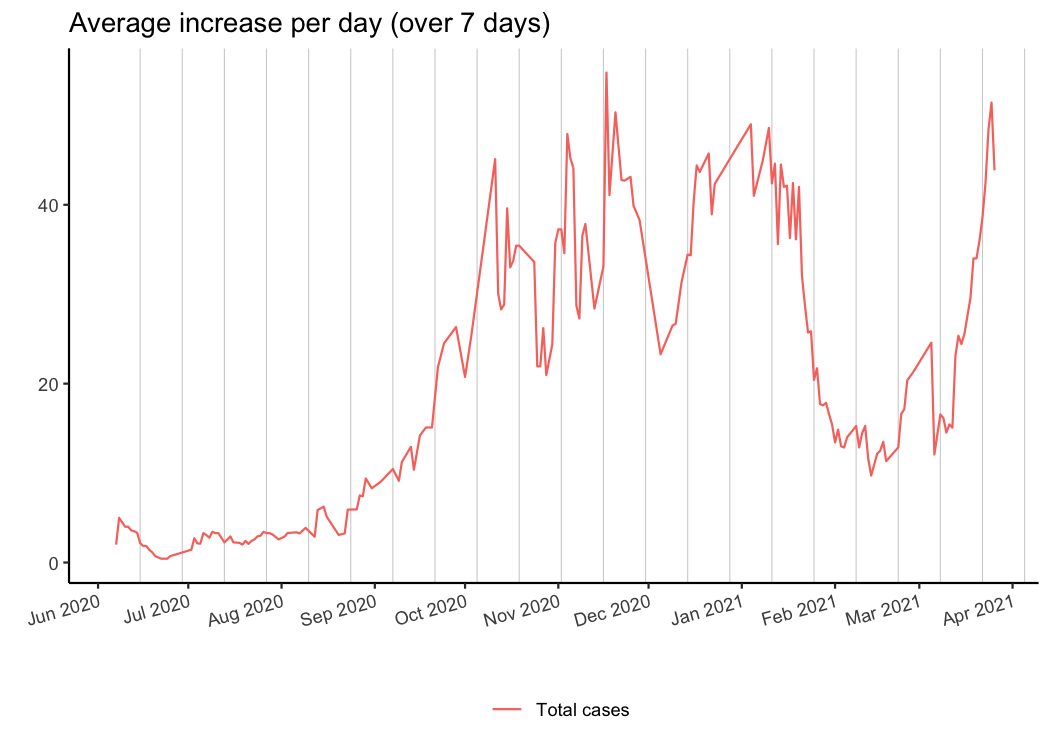 Average increase per day (over 7 days)
40
20
0
Jun 2020
Jul 2020
Aug 2020
Sep 2020
Oct 2020
Nov 2020
Dec 2020
Jan 2021
Feb 2021
Mar 2021
Apr 2021
Total cases